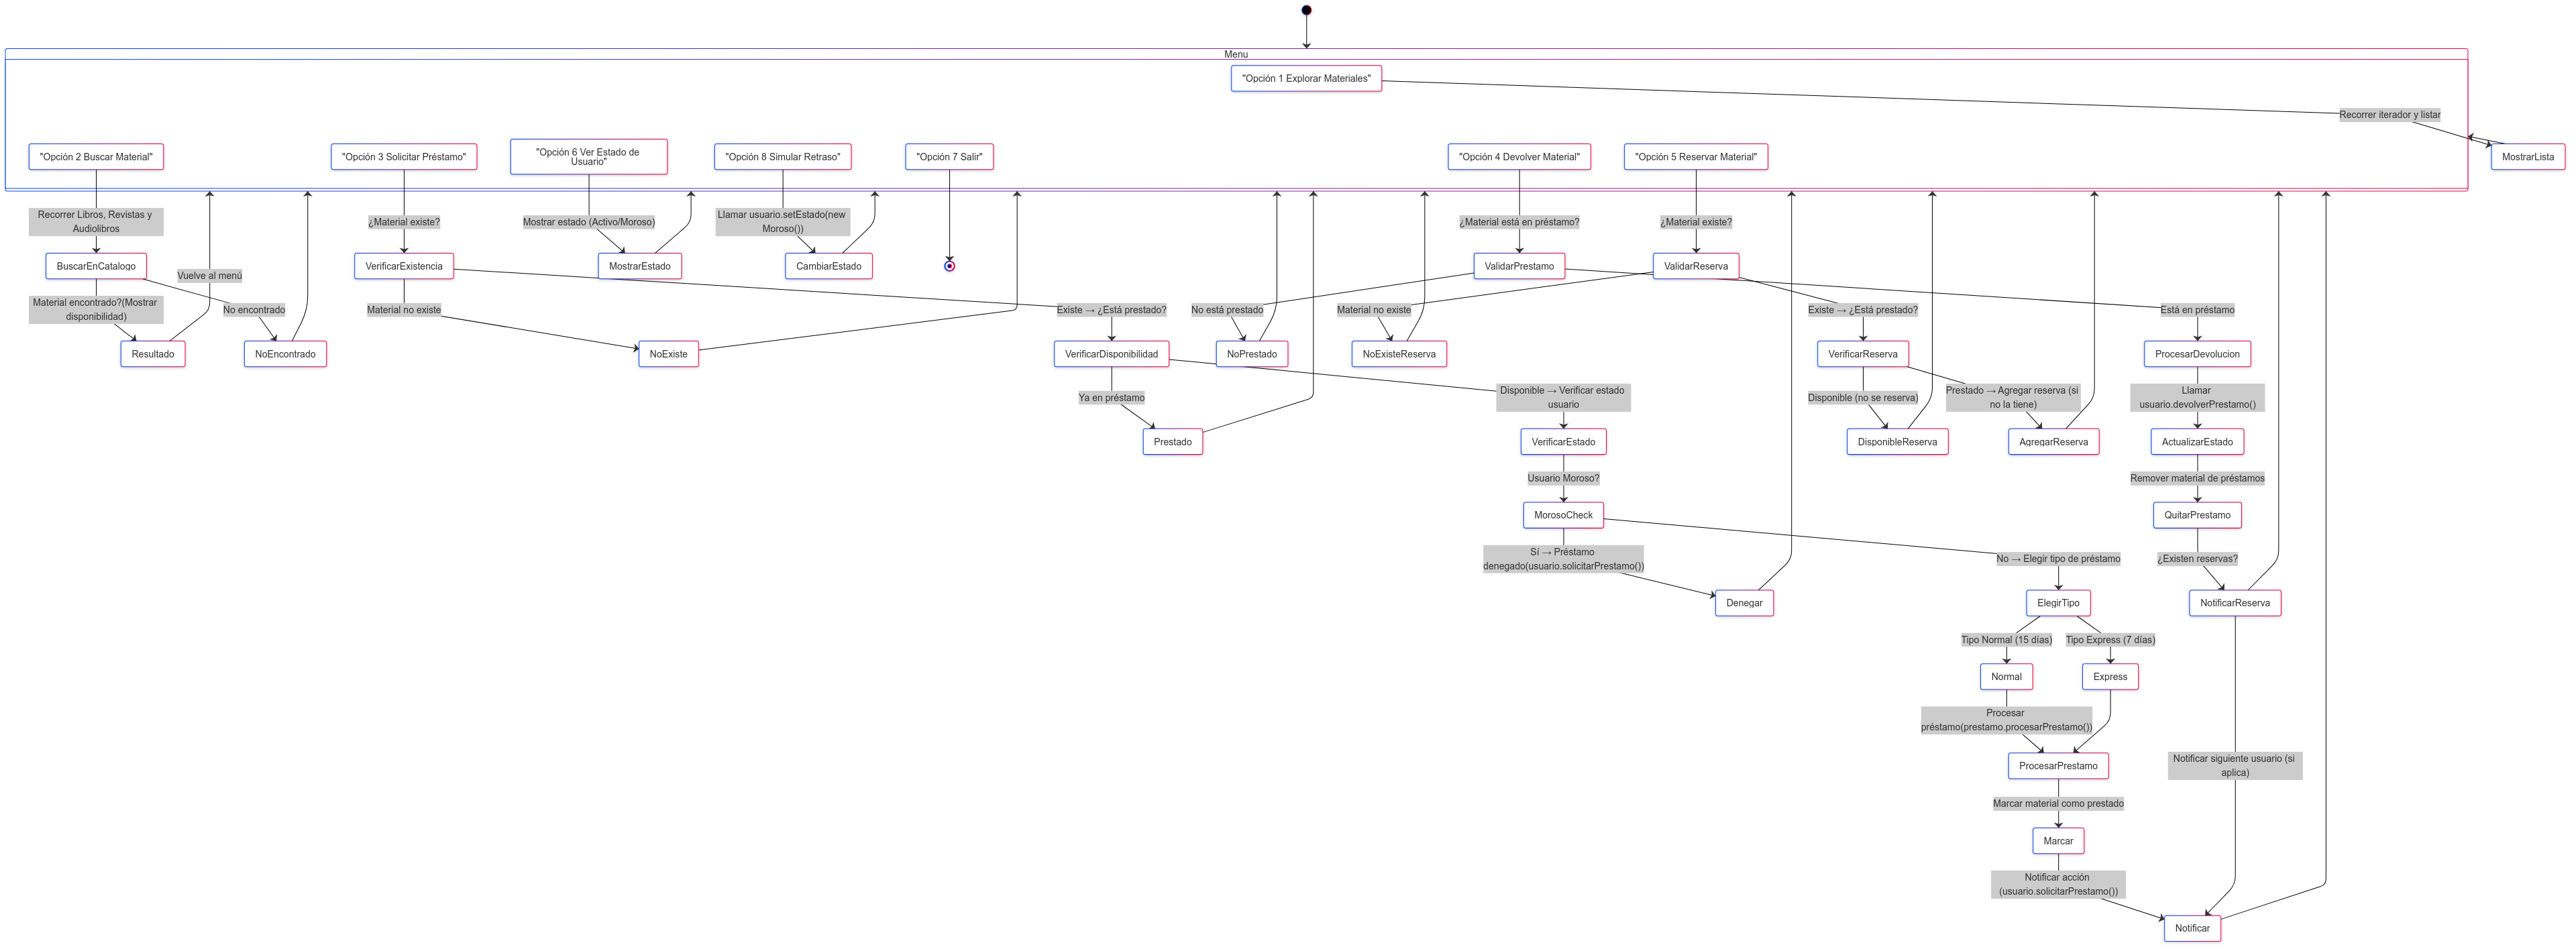 Menu
"Opción 1 Explorar Materiales"
Recorrer iterador y listar
"Opción 2 Buscar Material"
"Opción 3 Solicitar Préstamo"
"Opción 6 Ver Estado de
Usuario"
"Opción 8 Simular Retraso"
"Opción 7 Salir"
"Opción 4 Devolver Material"
"Opción 5 Reservar Material"
MostrarLista
Recorrer Libros, Revistas y
Audiolibros
¿Material existe?
Mostrar estado (Activo/Moroso)
Llamar usuario.setEstado(new
Moroso())
¿Material está en préstamo?
¿Material existe?
BuscarEnCatalogo
VerificarExistencia
MostrarEstado
CambiarEstado
ValidarPrestamo
ValidarReserva
Vuelve al menú
Material encontrado?(Mostrar
disponibilidad)
No encontrado
Material no existe
Existe → ¿Está prestado?
No está prestado
Material no existe
Existe → ¿Está prestado?
Está en préstamo
Resultado
NoEncontrado
NoExiste
VerificarDisponibilidad
NoPrestado
NoExisteReserva
VerificarReserva
ProcesarDevolucion
Ya en préstamo
Disponible → Verificar estado
usuario
Disponible (no se reserva)
Prestado → Agregar reserva (si
no la tiene)
Llamar
usuario.devolverPrestamo()
Prestado
VerificarEstado
DisponibleReserva
AgregarReserva
ActualizarEstado
Usuario Moroso?
Remover material de préstamos
MorosoCheck
QuitarPrestamo
Sí → Préstamo
denegado(usuario.solicitarPrestamo())
No → Elegir tipo de préstamo
¿Existen reservas?
Denegar
ElegirTipo
NotificarReserva
Tipo Normal (15 días)
Tipo Express (7 días)
Normal
Express
Procesar
préstamo(prestamo.procesarPrestamo())
ProcesarPrestamo
Notificar siguiente usuario (si
aplica)
Marcar material como prestado
Marcar
Notificar acción
(usuario.solicitarPrestamo())
Notificar